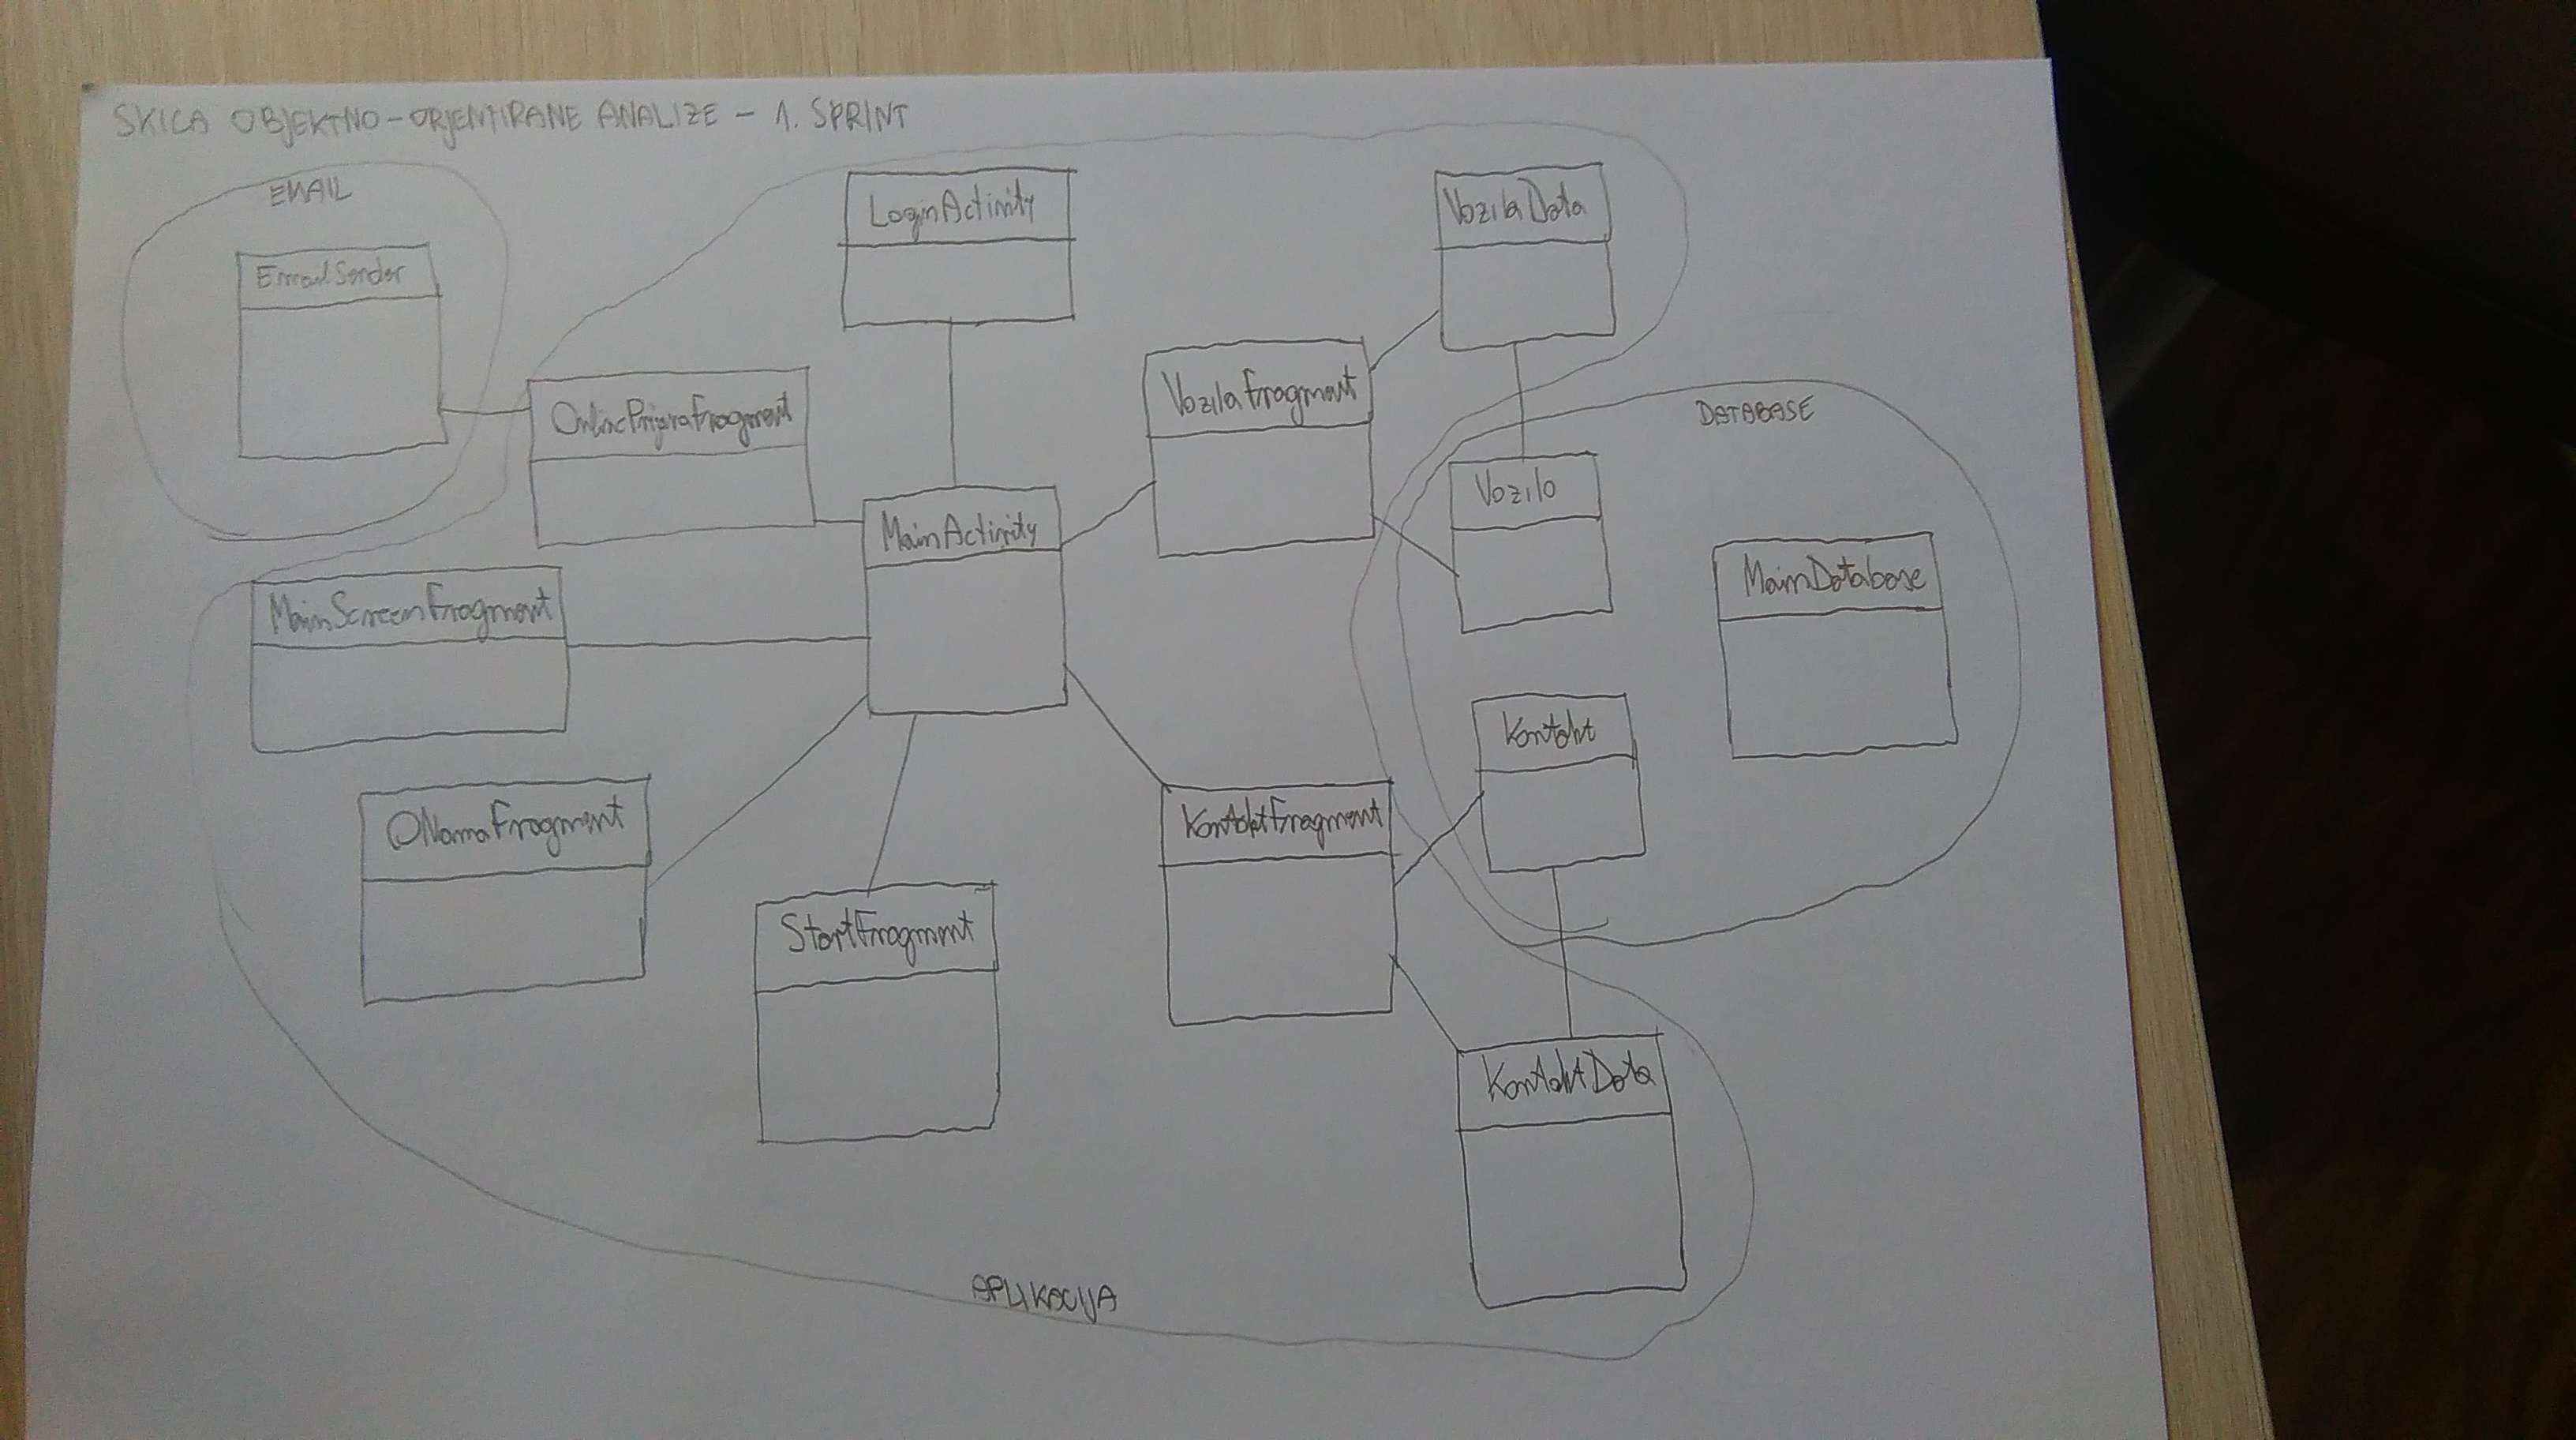 SKICA OBJEKTNO-ORJENTIRANE ANALIZE - 1. SPRINT
EMAIL
EmailSender
LoginActivity
VozilaData
OnlinePrijavaFragment
VozilaFragment
DATABASE
Vozilo
MainActivity
MainDatabase
MainScreenFragment
Kontakt
ONamaFragment
KontaktFragment
StartFragment
KontaktData
APLIKACIJA